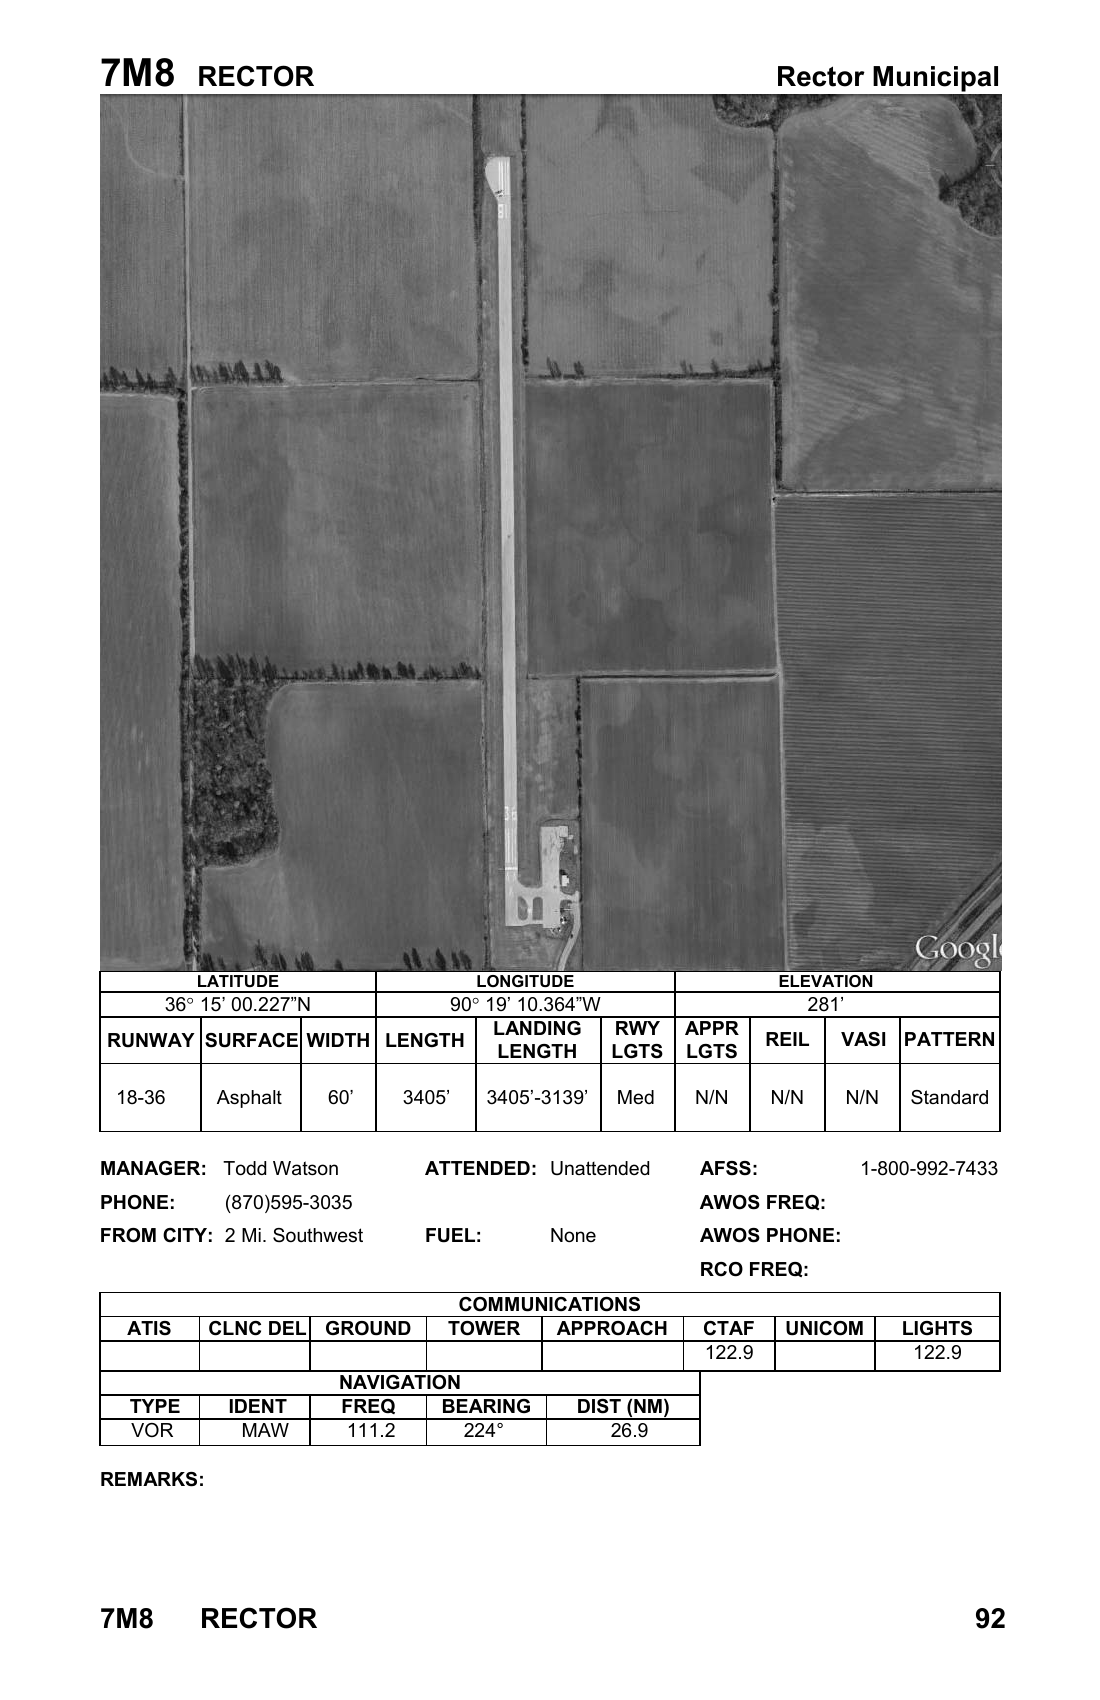 7M8 RECTOR Rector Municipal
18
36
Google
LATITUDE LONGITUDE ELEVATION
36° 15’ 00.227”N 90° 19’ 10.364”W 281’
RUNWAY SURFACE WIDTH LENGTH LANDING LENGTH RWY LGTS APPR LGTS REIL VASI PATTERN
18-36 Asphalt 60’ 3405’ 3405’-3139’ Med N/N N/N N/N Standard
MANAGER: Todd Watson ATTENDED: Unattended AFSS: 1-800-992-7433
PHONE: (870)595-3035 AWOS FREQ:
FROM CITY: 2 Mi. Southwest FUEL: None AWOS PHONE:
RCO FREQ:
COMMUNICATIONS
ATIS CLNC DEL GROUND TOWER APPROACH CTAF UNICOM LIGHTS
122.9 122.9
NAVIGATION
TYPE IDENT FREQ BEARING DIST (NM)
VOR MAW 111.2 224° 26.9
REMARKS:
7M8 RECTOR 92